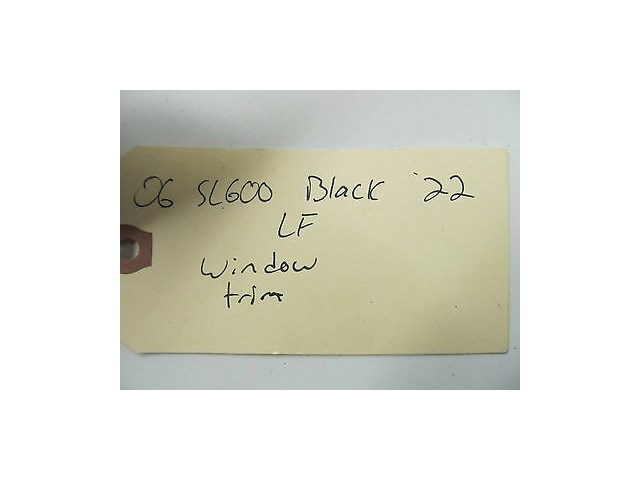 06 SL600 Black '22
LF
window
trim